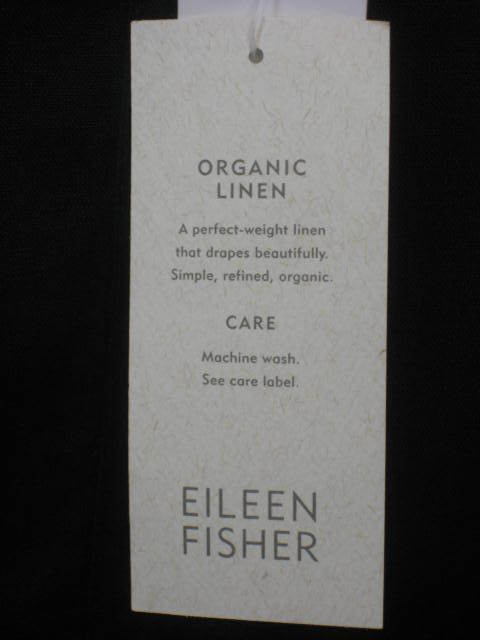 ORGANIC
LINEN
A perfect-weight linen
that drapes beautifully.
Simple, refined, organic.
CARE
Machine wash.
See care label.
EILEEN
FISHER